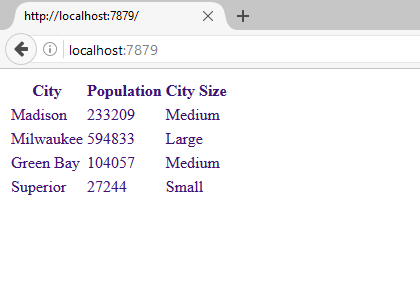 http://localhost:7879/
localhost:7879
City Population City Size
Madison 233209 Medium
Milwaukee 594833 Large
Green Bay 104057 Medium
Superior 27244 Small